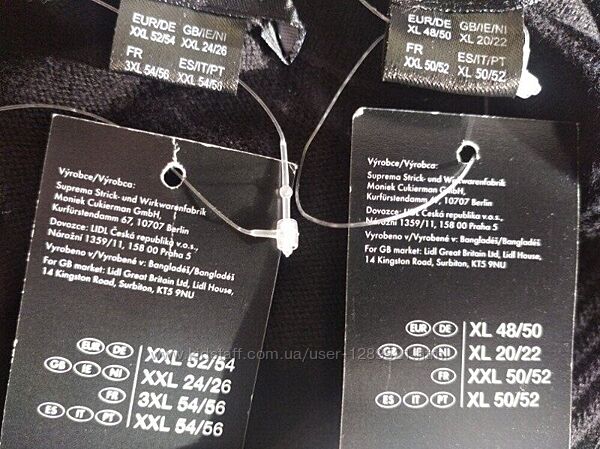 EUR/DE GB/IE/NI
XXL 52/54 XXL 24/26
FR ES/IT/PT
3XL 54/56 XXL 54/56
EUR/DE GB/IE/NI
XL 48/50 XL 20/22
FR ES/IT/PT
XXL 50/52 XL 50/52
Výrobce/Výrobca:
Suprema Strick- und Wirkwarenfabrik
Moniek Cukierman GmbH,
Kurfürstendamm 67, 10707 Berlin
Dovozce: LIDL Česká republika v.o.s.,
Nárožní 1359/11, 158 00 Praha 5
Vyrobeno v/Vyrobené v: Bangladéš/Bangladéš
For GB market: Lidl Great Britain Ltd, Lidl House,
14 Kingston Road, Surbiton, KT5 9NU
EUR DE XXL 52/54
GB IE NI XXL 24/26
FR 3XL 54/56
ES IT PT XXL 54/56
Výrobce/Výrobca:
Suprema Strick- und Wirkwarenfabrik
Moniek Cukierman GmbH,
Kurfürstendamm 67, 10707 Berlin
Dovozce: LIDL Česká republika v.o.s.,
Nárožní 1359/11, 158 00 Praha 5
Vyrobeno v/Vyrobené v: Bangladéš/Bangladéš
For GB market: Lidl Great Britain Ltd, Lidl House,
14 Kingston Road, Surbiton, KT5 9NU
EUR DE XL 48/50
GB IE NI XL 20/22
FR XXL 50/52
ES IT PT XL 50/52